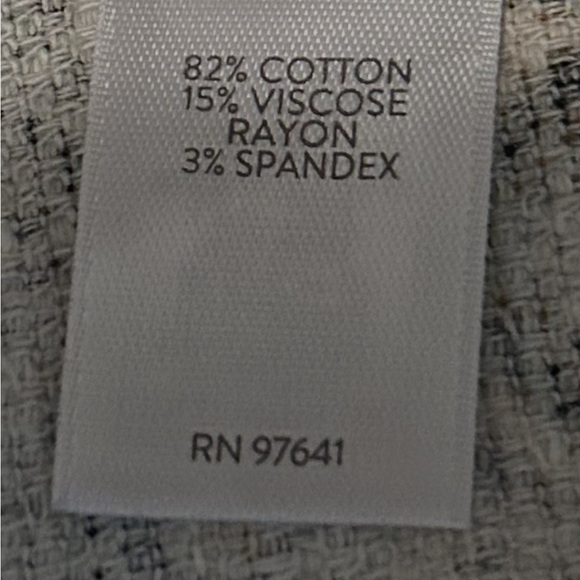 82% COTTON
15% VISCOSE
RAYON
3% SPANDEX
RN 97641